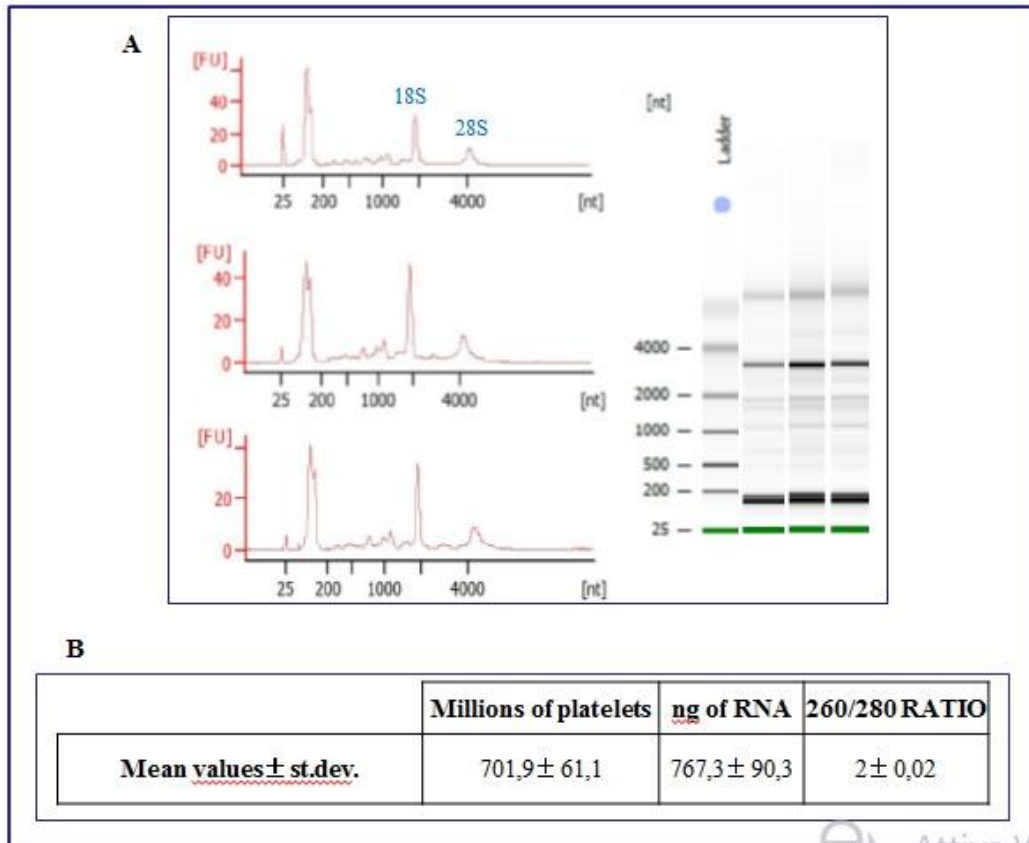 A
[FU]
40
20
0
18S
28S
25 200 1000 4000 [nt]
[FU]
40
20
0
25 200 1000 4000 [nt]
[FU]
20
0
25 200 1000 4000 [nt]
[nt]
Ladder
4000
2000
1000
500
200
25
B
Millions of platelets ng of RNA 260/280 RATIO
Mean values± st.dev. 701,9± 61,1 767,3± 90,3 2± 0,02